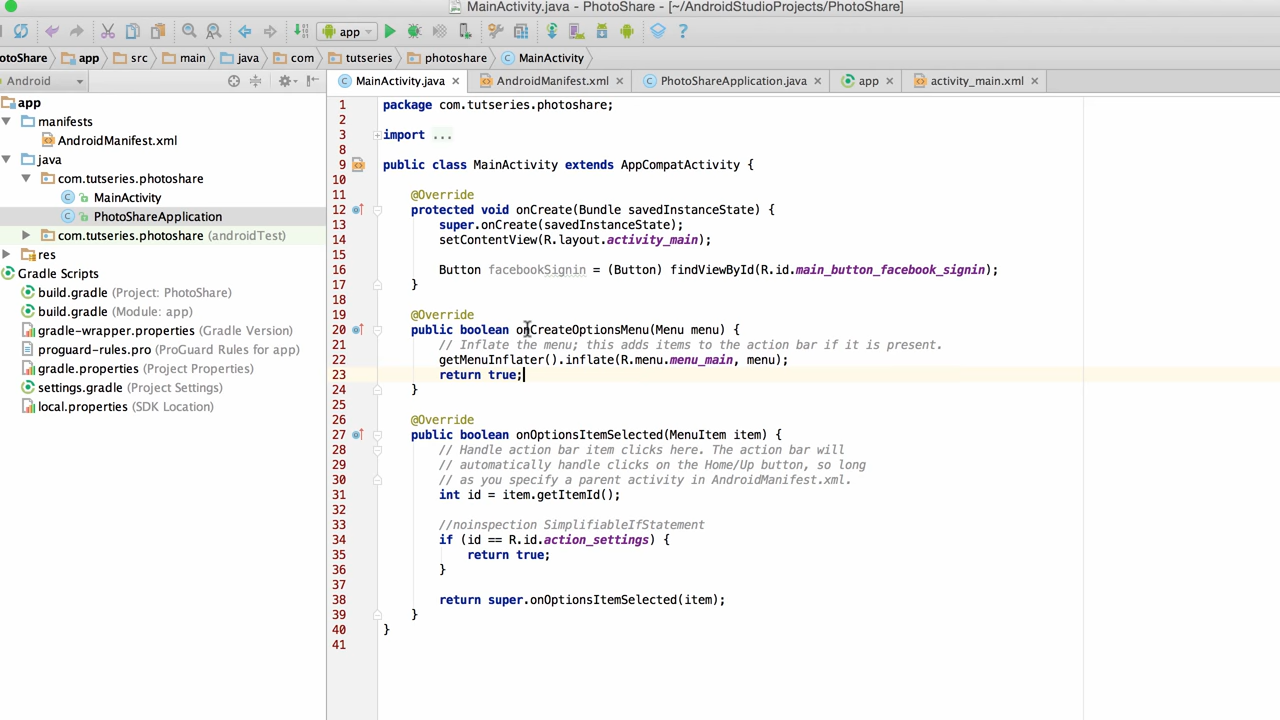 MainActivity.java - PhotoShare - [~/AndroidStudioProjects/PhotoShare]
app
otoShare app src main java com tutseries photoshare MainActivity
Android
MainActivity.java AndroidManifest.xml PhotoShareApplication.java app activity_main.xml
app
manifests
AndroidManifest.xml
java
com.tutseries.photoshare
MainActivity
PhotoShareApplication
com.tutseries.photoshare (androidTest)
res
Gradle Scripts
build.gradle (Project: PhotoShare)
build.gradle (Module: app)
gradle-wrapper.properties (Gradle Version)
proguard-rules.pro (ProGuard Rules for app)
gradle.properties (Project Properties)
settings.gradle (Project Settings)
local.properties (SDK Location)
1 package com.tutseries.photoshare;
2
3 import ...
8
9 public class MainActivity extends AppCompatActivity {
10
11 @Override
12 protected void onCreate(Bundle savedInstanceState) {
13 super.onCreate(savedInstanceState);
14 setContentView(R.layout.activity_main);
15
16 Button facebookSignin = (Button) findViewById(R.id.main_button_facebook_signin);
17 }
18
19 @Override
20 public boolean onCreateOptionsMenu(Menu menu) {
21 // Inflate the menu; this adds items to the action bar if it is present.
22 getMenuInflater().inflate(R.menu.menu_main, menu);
23 return true;
24 }
25
26 @Override
27 public boolean onOptionsItemSelected(MenuItem item) {
28 // Handle action bar item clicks here. The action bar will
29 // automatically handle clicks on the Home/Up button, so long
30 // as you specify a parent activity in AndroidManifest.xml.
31 int id = item.getItemId();
32
33 //noinspection SimplifiableIfStatement
34 if (id == R.id.action_settings) {
35 return true;
36 }
37
38 return super.onOptionsItemSelected(item);
39 }
40 }
41